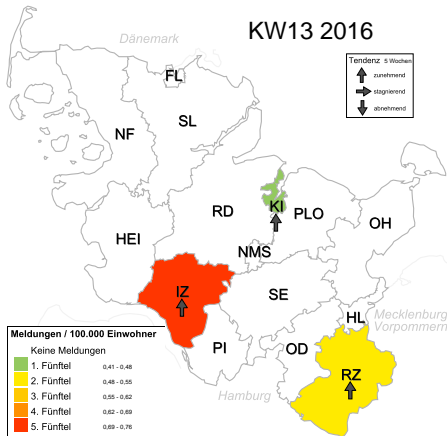 KW13 2016
Dänemark
Tendenz 5 Wochen
zunehmend
stagnierend
abnehmend
FL
SL
NF
RD
KI
PLO
OH
HEI
NMS
IZ
SE
HL
Mecklenburg
Vorpommern
PI
OD
RZ
Hamburg
Meldungen / 100.000 Einwohner
Keine Meldungen
1. Fünftel 0,41 - 0,48
2. Fünftel 0,48 - 0,55
3. Fünftel 0,55 - 0,62
4. Fünftel 0,62 - 0,69
5. Fünftel 0,69 - 0,76